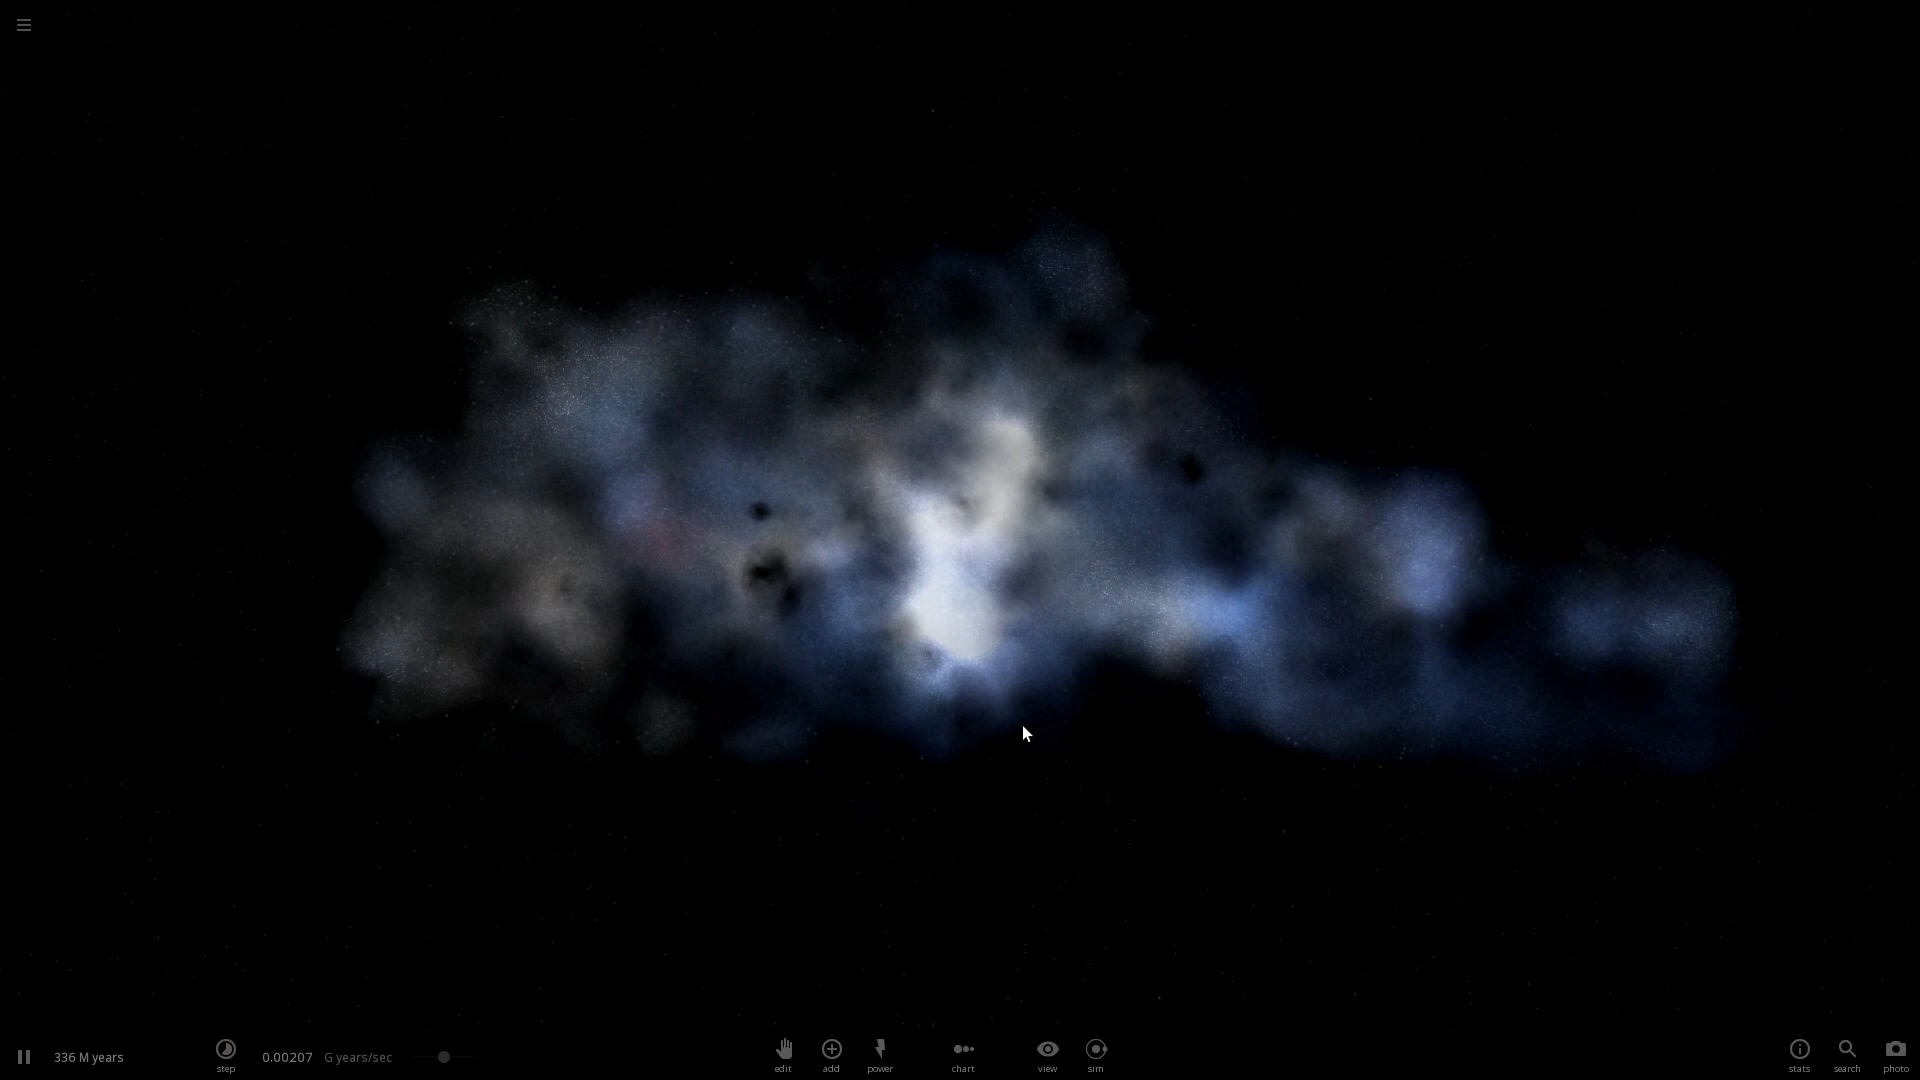 336 M years
step
0.00207 G years/sec
edit
add
power
chart
view
sim
stats
search
photo